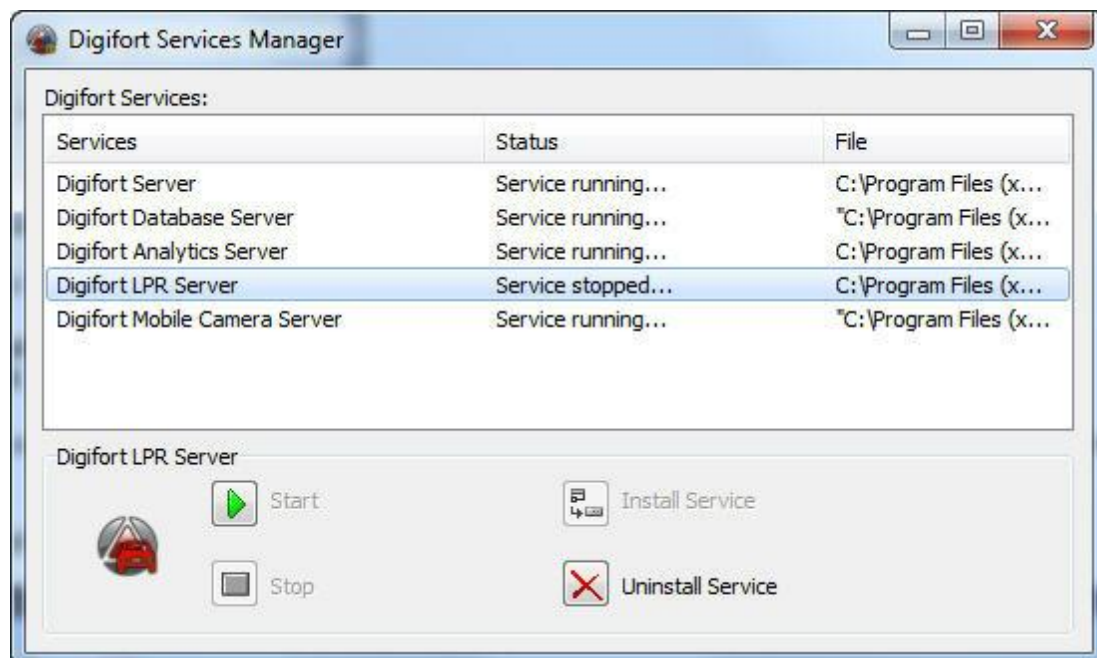 Digifort Services Manager
Digifort Services:
Services Status File
Digifort Server Service running... C:\Program Files (x...
Digifort Database Server Service running... "C:\Program Files (x...
Digifort Analytics Server Service running... C:\Program Files (x...
Digifort LPR Server Service stopped... C:\Program Files (x...
Digifort Mobile Camera Server Service running... "C:\Program Files (x...
Digifort LPR Server
Start Install Service
Stop Uninstall Service